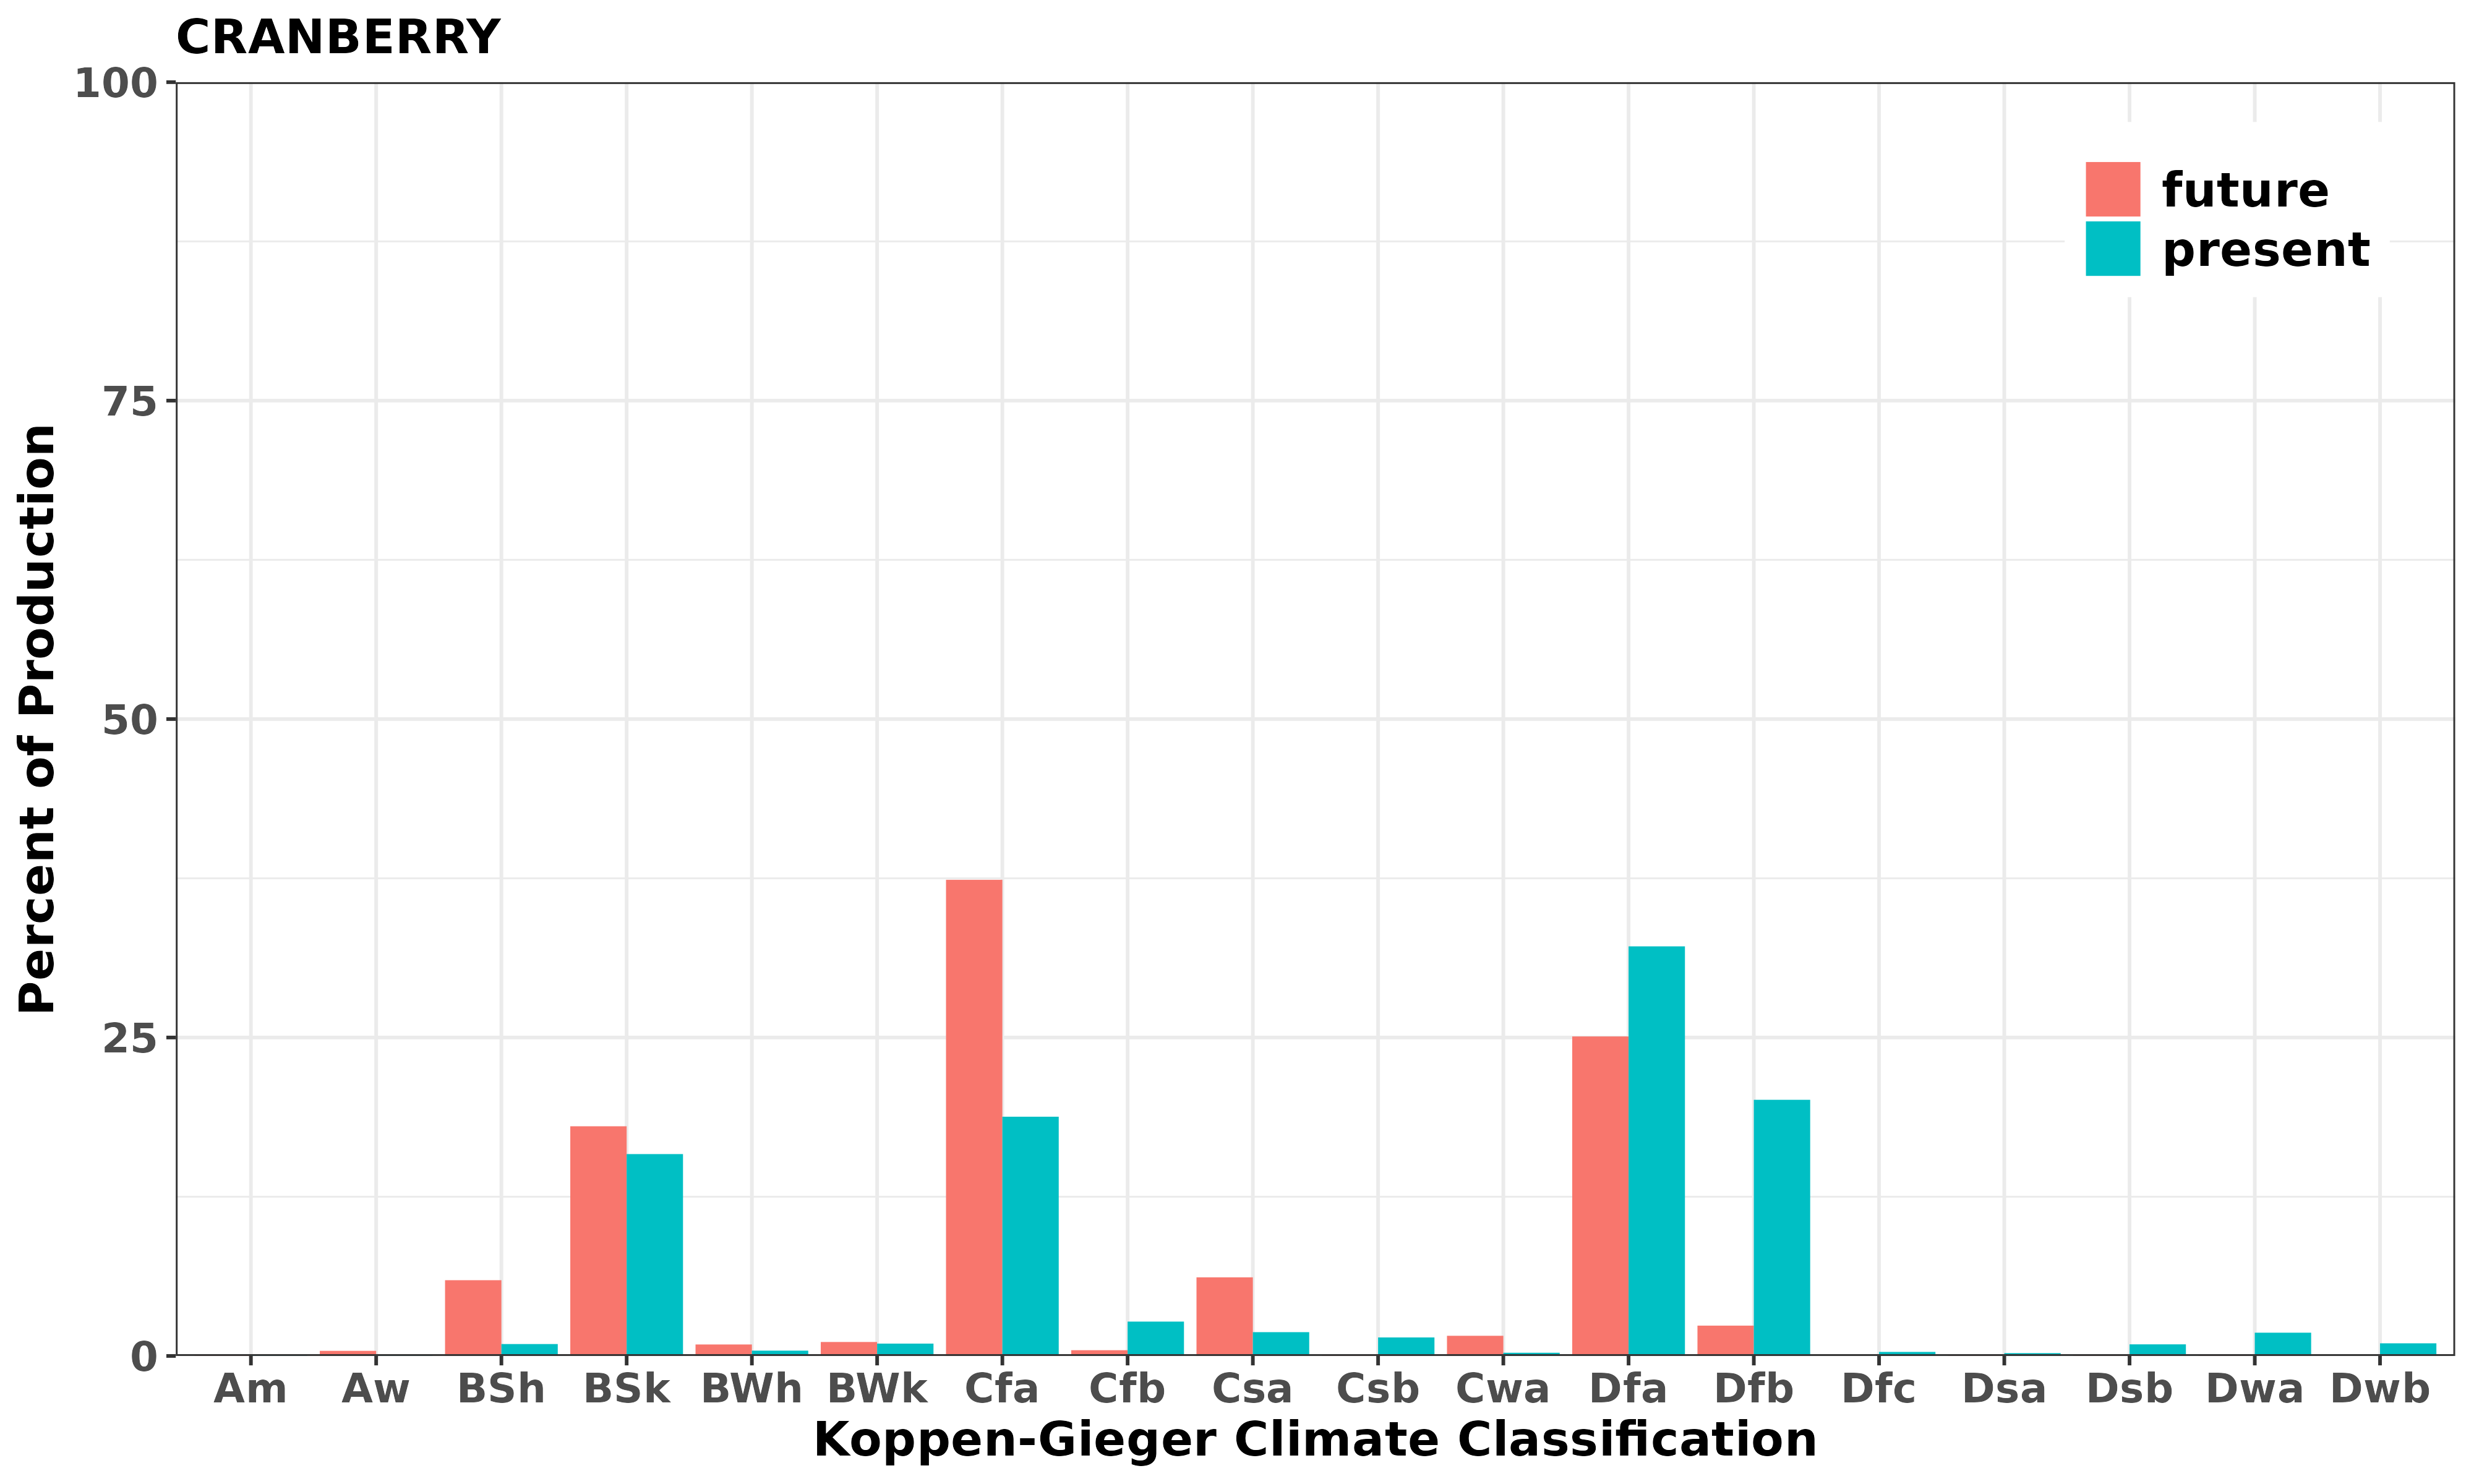 CRANBERRY
100
75
50
25
0
Percent of Production
future
present
Am Aw BSh BSk BWh BWk Cfa Cfb Csa Csb Cwa Dfa Dfb Dfc Dsa Dsb Dwa Dwb
Koppen-Gieger Climate Classification